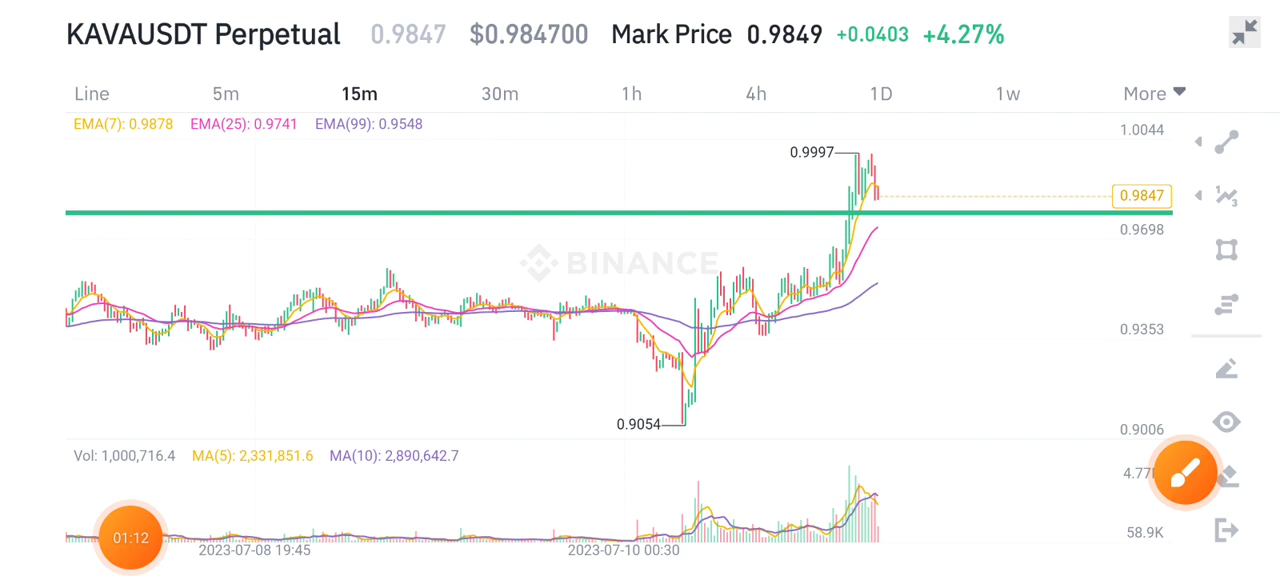 KAVAUSDT Perpetual 0.9847 $0.984700 Mark Price 0.9849 +0.0403 +4.27%
Line 5m 15m 30m 1h 4h 1D 1w More
EMA(7): 0.9878 EMA(25): 0.9741 EMA(99): 0.9548
1.0044
0.9997
0.9847
0.9698
BINANCE
0.9353
0.9054
0.9006
Vol: 1,000,716.4 MA(5): 2,331,851.6 MA(10): 2,890,642.7
58.9K
01:12
2023-07-08 19:45 2023-07-10 00:30